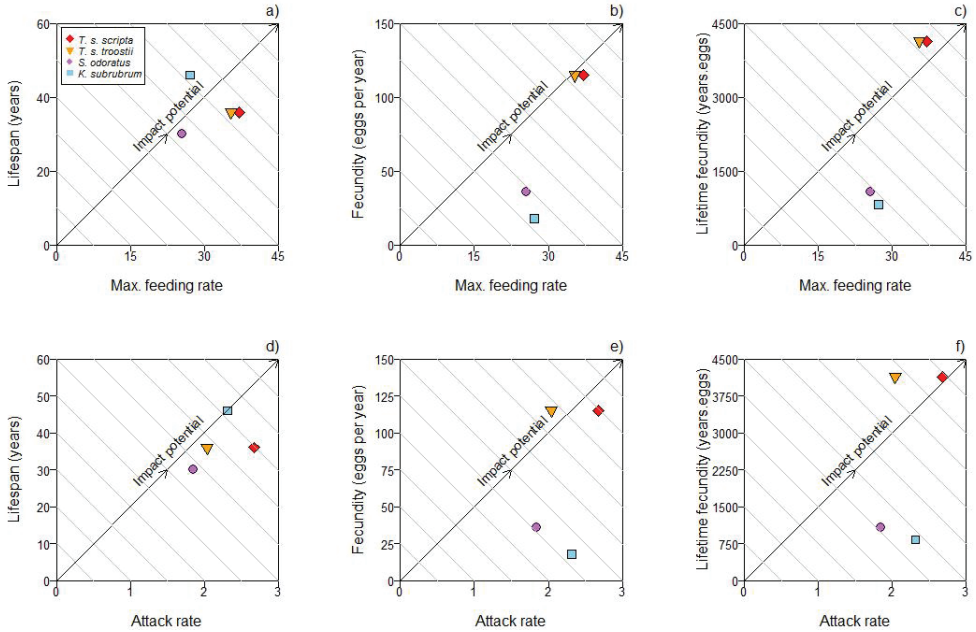 a)
60
40
20
0
Lifespan (years)
T. s. scripta
T. s. troostii
S. odoratus
K. subrubrum
Impact potential
0 15 30 45
Max. feeding rate
b)
150
100
50
0
Fecundity (eggs per year)
Impact potential
0 15 30 45
Max. feeding rate
c)
4500
3000
1500
0
Lifetime fecundity (years.eggs)
Impact potential
0 15 30 45
Max. feeding rate
d)
60
50
40
30
20
10
0
Lifespan (years)
Impact potential
0 1 2 3
Attack rate
e)
150
125
100
75
50
25
0
Fecundity (eggs per year)
Impact potential
0 1 2 3
Attack rate
f)
4500
3750
3000
2250
1500
750
0
Lifetime fecundity (years.eggs)
Impact potential
0 1 2 3
Attack rate